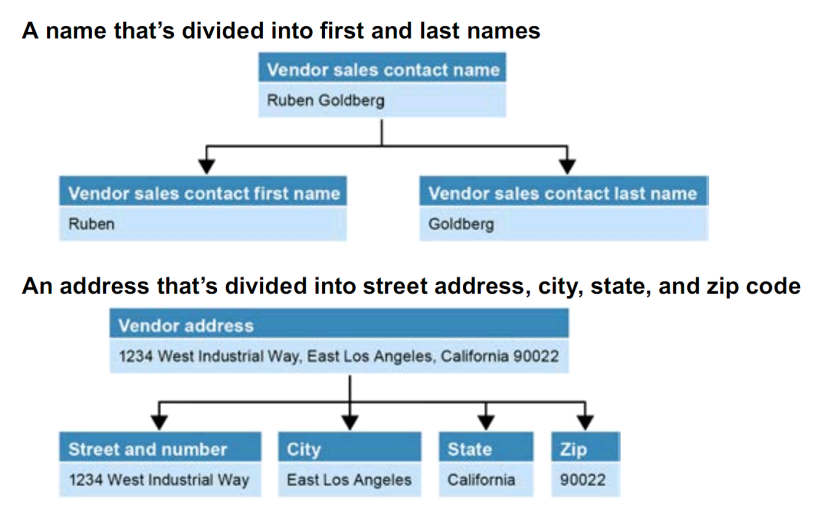 A name that’s divided into first and last names
Vendor sales contact name
Ruben Goldberg
Vendor sales contact first name
Ruben
Vendor sales contact last name
Goldberg
An address that’s divided into street address, city, state, and zip code
Vendor address
1234 West Industrial Way, East Los Angeles, California 90022
Street and number
1234 West Industrial Way
City
East Los Angeles
State
California
Zip
90022